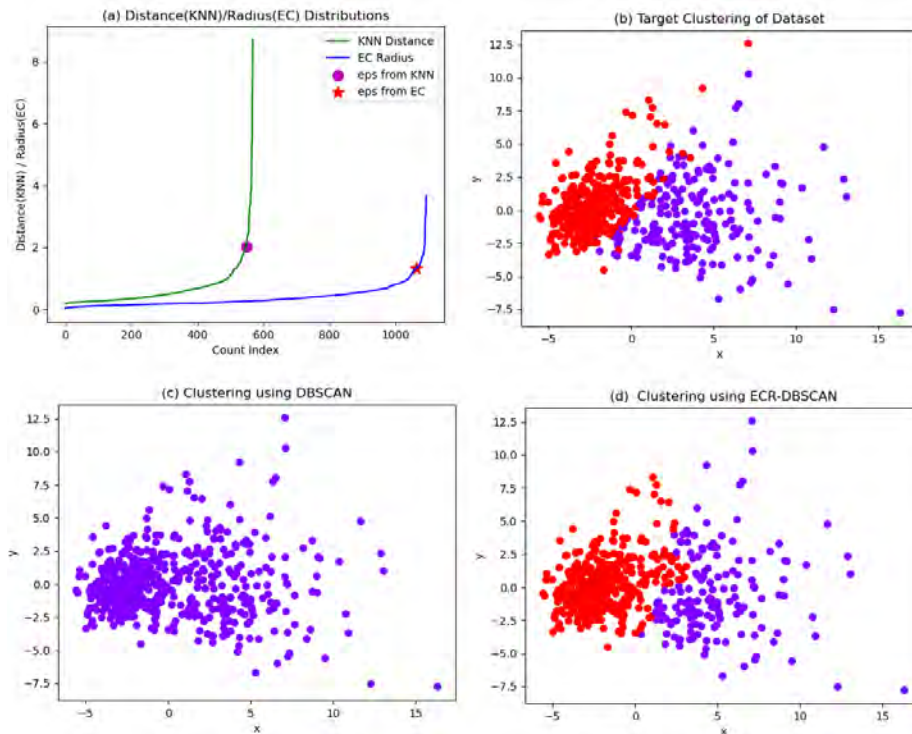 (a) Distance(KNN)/Radius(EC) Distributions
KNN Distance
EC Radius
eps from KNN
eps from EC
Distance(KNN) / Radius(EC)
8
6
4
2
0
0 200 400 600 800 1000
Count Index
(b) Target Clustering of Dataset
y
12.5
10.0
7.5
5.0
2.5
0.0
−2.5
−5.0
−7.5
−5 0 5 10 15
x
(c) Clustering using DBSCAN
y
12.5
10.0
7.5
5.0
2.5
0.0
−2.5
−5.0
−7.5
−5 0 5 10 15
x
(d) Clustering using ECR-DBSCAN
y
12.5
10.0
7.5
5.0
2.5
0.0
−2.5
−5.0
−7.5
−5 0 5 10 15
x